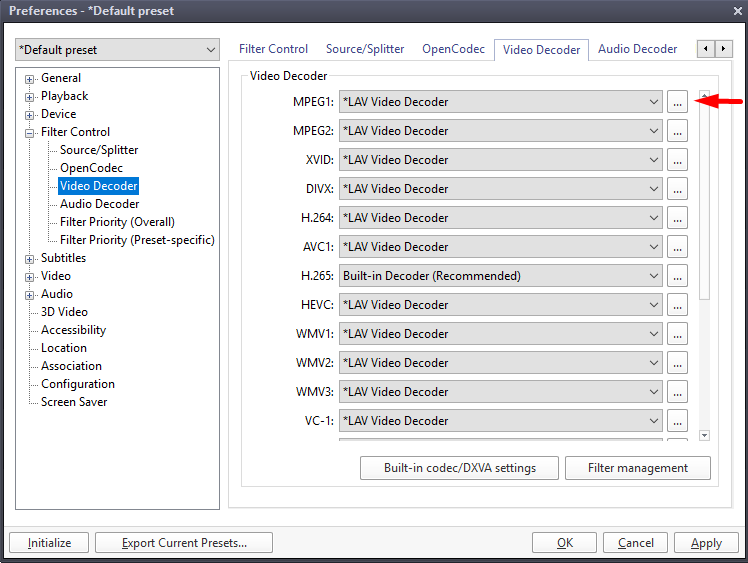 Preferences - *Default preset
*Default preset
General
Playback
Device
Filter Control
Source/Splitter
OpenCodec
Video Decoder
Audio Decoder
Filter Priority (Overall)
Filter Priority (Preset-specific)
Subtitles
Video
Audio
3D Video
Accessibility
Location
Association
Configuration
Screen Saver
Filter Control Source/Splitter OpenCodec Video Decoder Audio Decoder
Video Decoder
MPEG1: *LAV Video Decoder ...
MPEG2: *LAV Video Decoder ...
XVID: *LAV Video Decoder ...
DIVX: *LAV Video Decoder ...
H.264: *LAV Video Decoder ...
AVC1: *LAV Video Decoder ...
H.265: Built-in Decoder (Recommended) ...
HEVC: *LAV Video Decoder ...
WMV1: *LAV Video Decoder ...
WMV2: *LAV Video Decoder ...
WMV3: *LAV Video Decoder ...
VC-1: *LAV Video Decoder ...
Built-in codec/DXVA settings Filter management
Initialize Export Current Presets... OK Cancel Apply